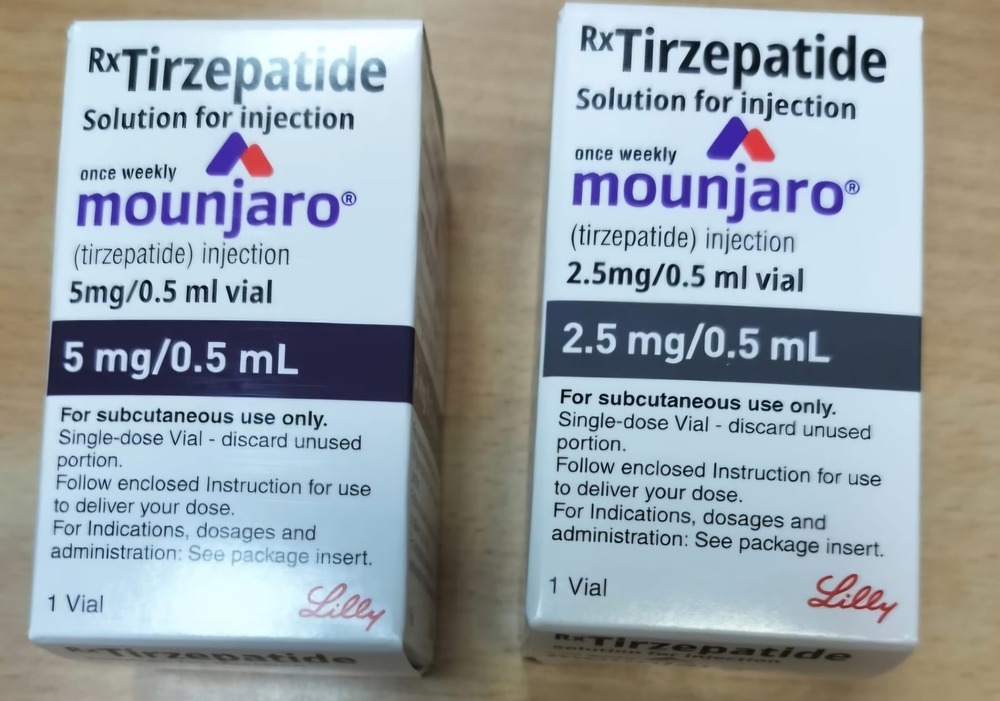 RxTirzepatide
Solution for injection
once weekly
mounjaro®
(tirzepatide) injection
5mg/0.5 ml vial
5 mg/0.5 mL
For subcutaneous use only.
Single-dose Vial - discard unused
portion.
Follow enclosed Instruction for use
to deliver your dose.
For Indications, dosages and
administration: See package insert.
1 Vial
Lilly
RxTirzepatide
RxTirzepatide
Solution for injection
once weekly
mounjaro®
(tirzepatide) injection
2.5mg/0.5 ml vial
2.5 mg/0.5 mL
For subcutaneous use only.
Single-dose Vial - discard unused
portion.
Follow enclosed Instruction for use
to deliver your dose.
For Indications, dosages and
administration: See package insert.
1 Vial
Lilly
RxTirzepatide
Solution for injection